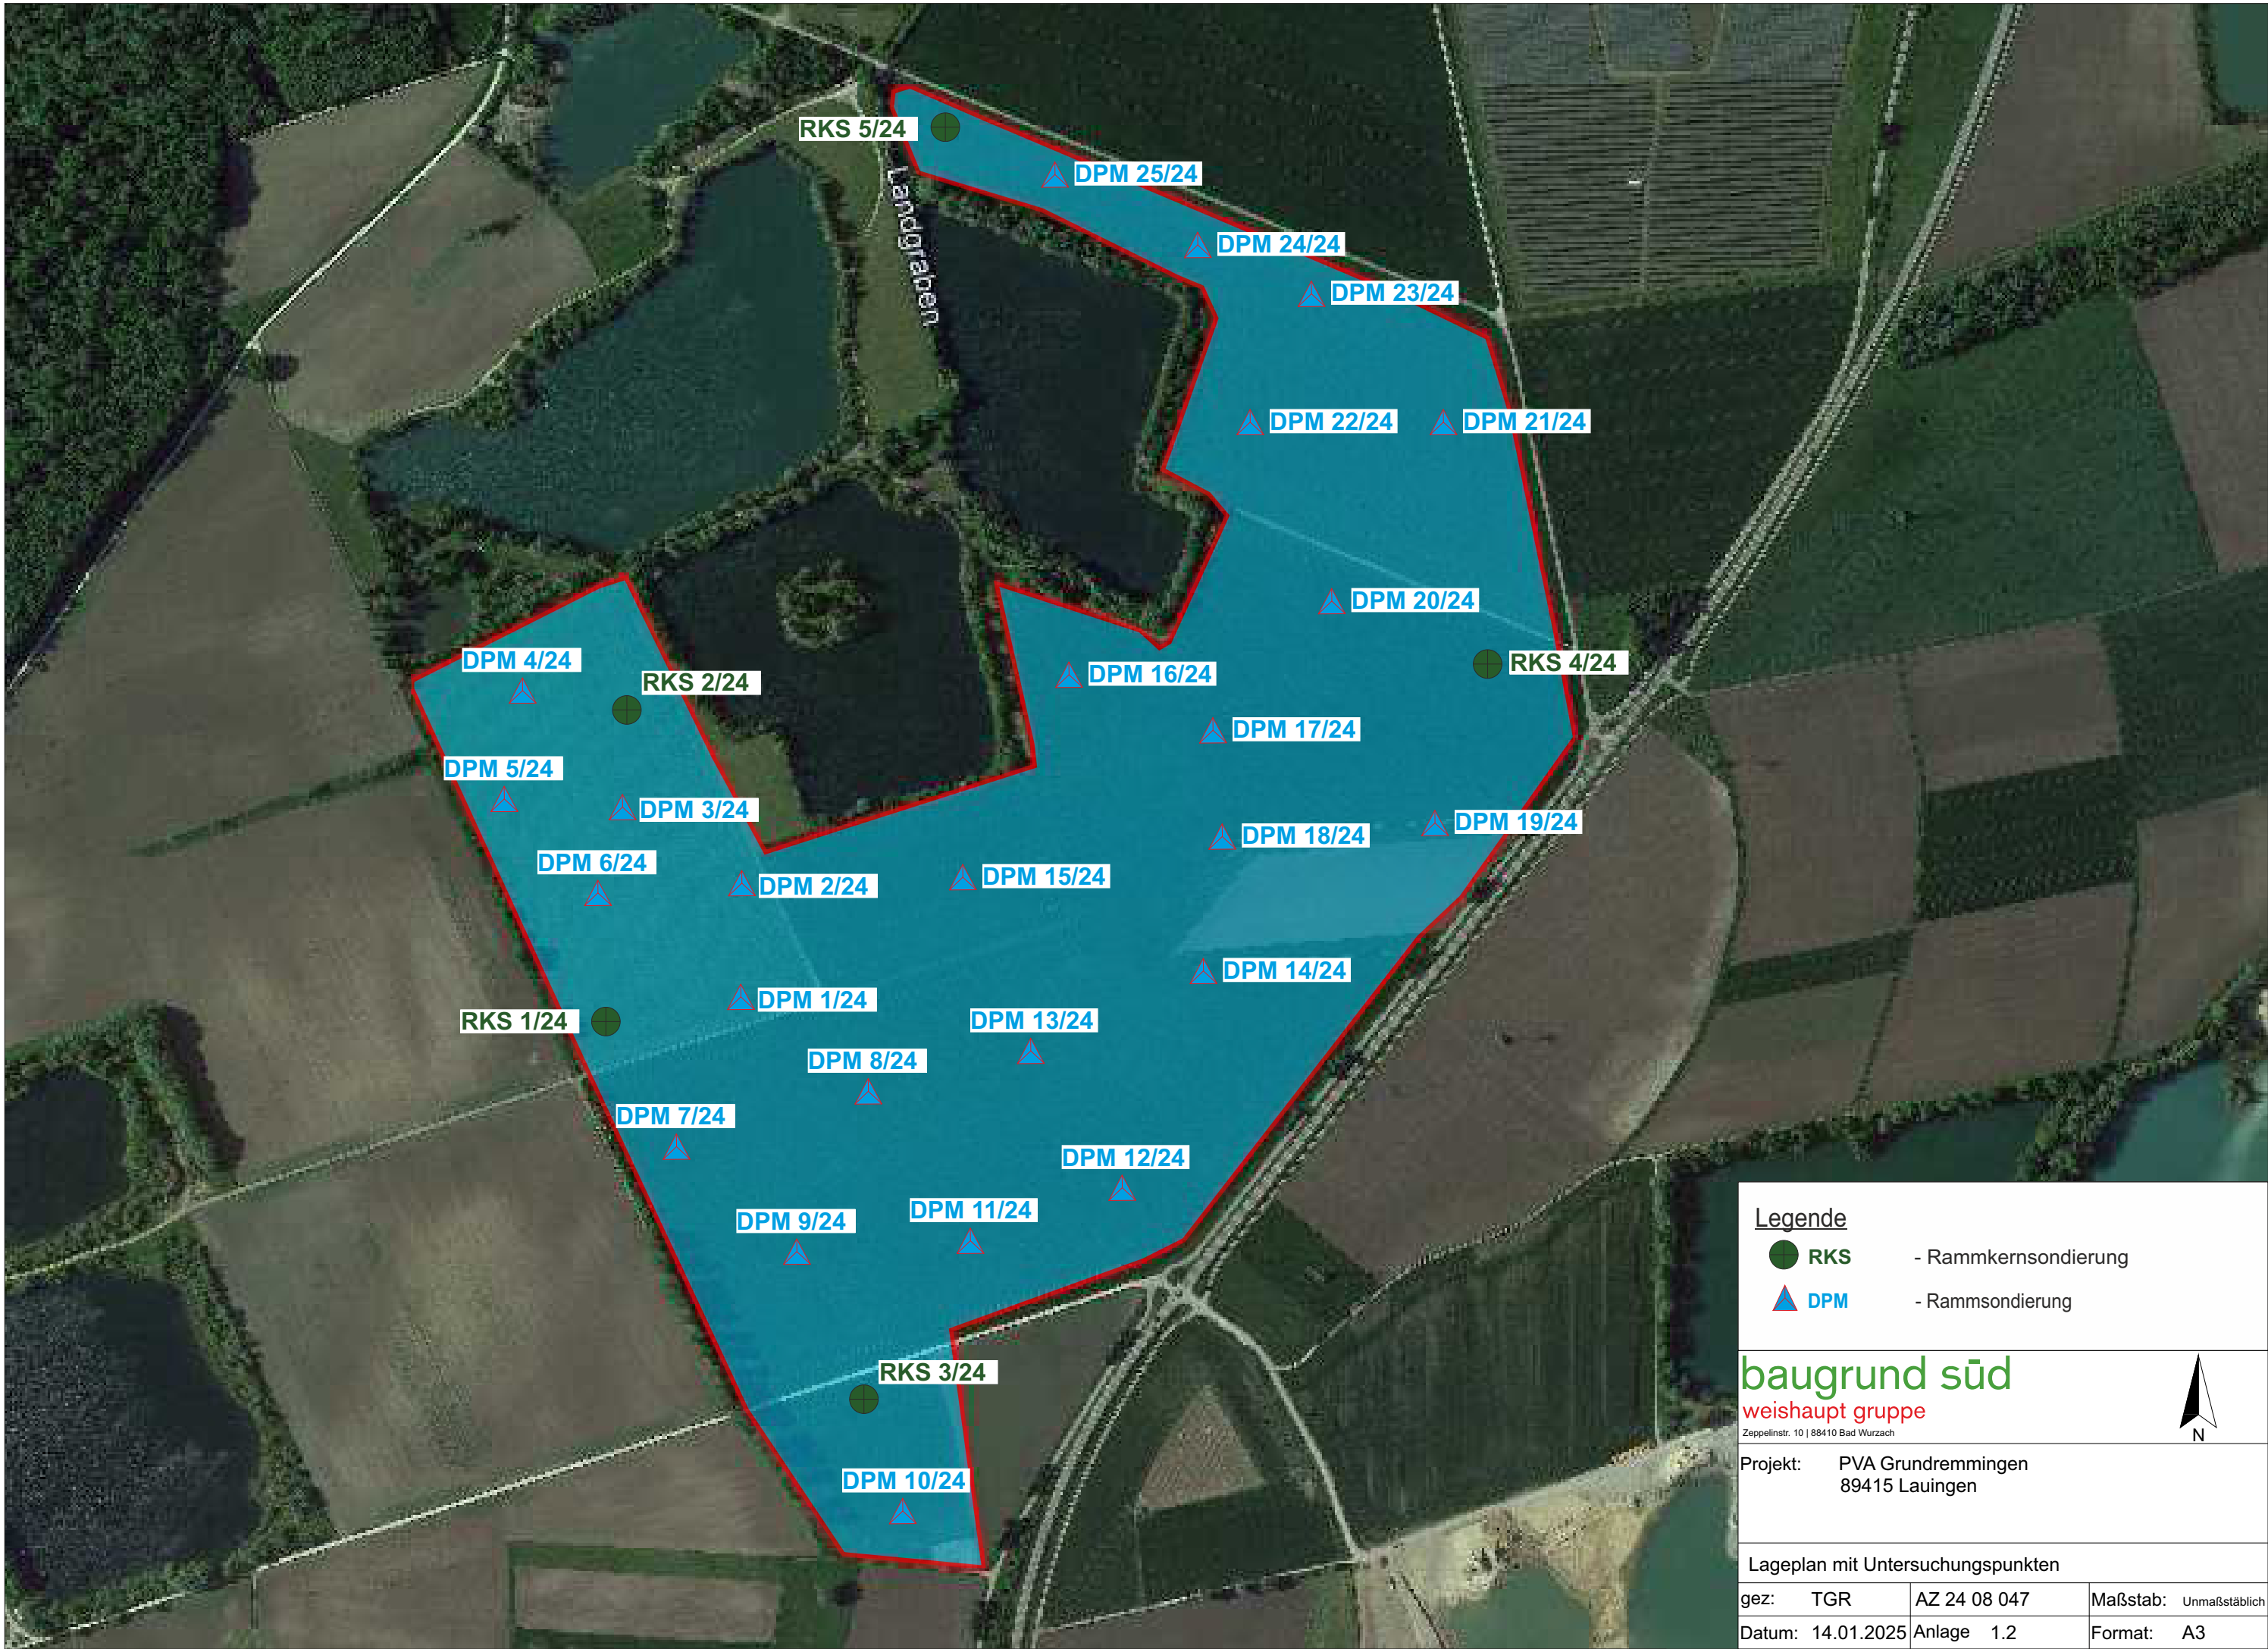 RKS 5/24
DPM 25/24
Landgraben
DPM 24/24
DPM 23/24
DPM 22/24
DPM 21/24
DPM 20/24
DPM 4/24
RKS 4/24
RKS 2/24
DPM 16/24
DPM 17/24
DPM 5/24
DPM 3/24
DPM 19/24
DPM 18/24
DPM 6/24
DPM 2/24
DPM 15/24
DPM 14/24
DPM 1/24
RKS 1/24
DPM 13/24
DPM 8/24
DPM 7/24
DPM 12/24
DPM 9/24
DPM 11/24
RKS 3/24
DPM 10/24
Legende
RKS - Rammkernsondierung
DPM - Rammsondierung
baugrund süd
weishaupt gruppe
Zeppelinstr. 10 | 88410 Bad Wurzach
N
Projekt: PVA Grundremmingen
89415 Lauingen
Lageplan mit Untersuchungspunkten
gez: TGR AZ 24 08 047 Maßstab: Unmaßstäblich
Datum: 14.01.2025 Anlage 1.2 Format: A3